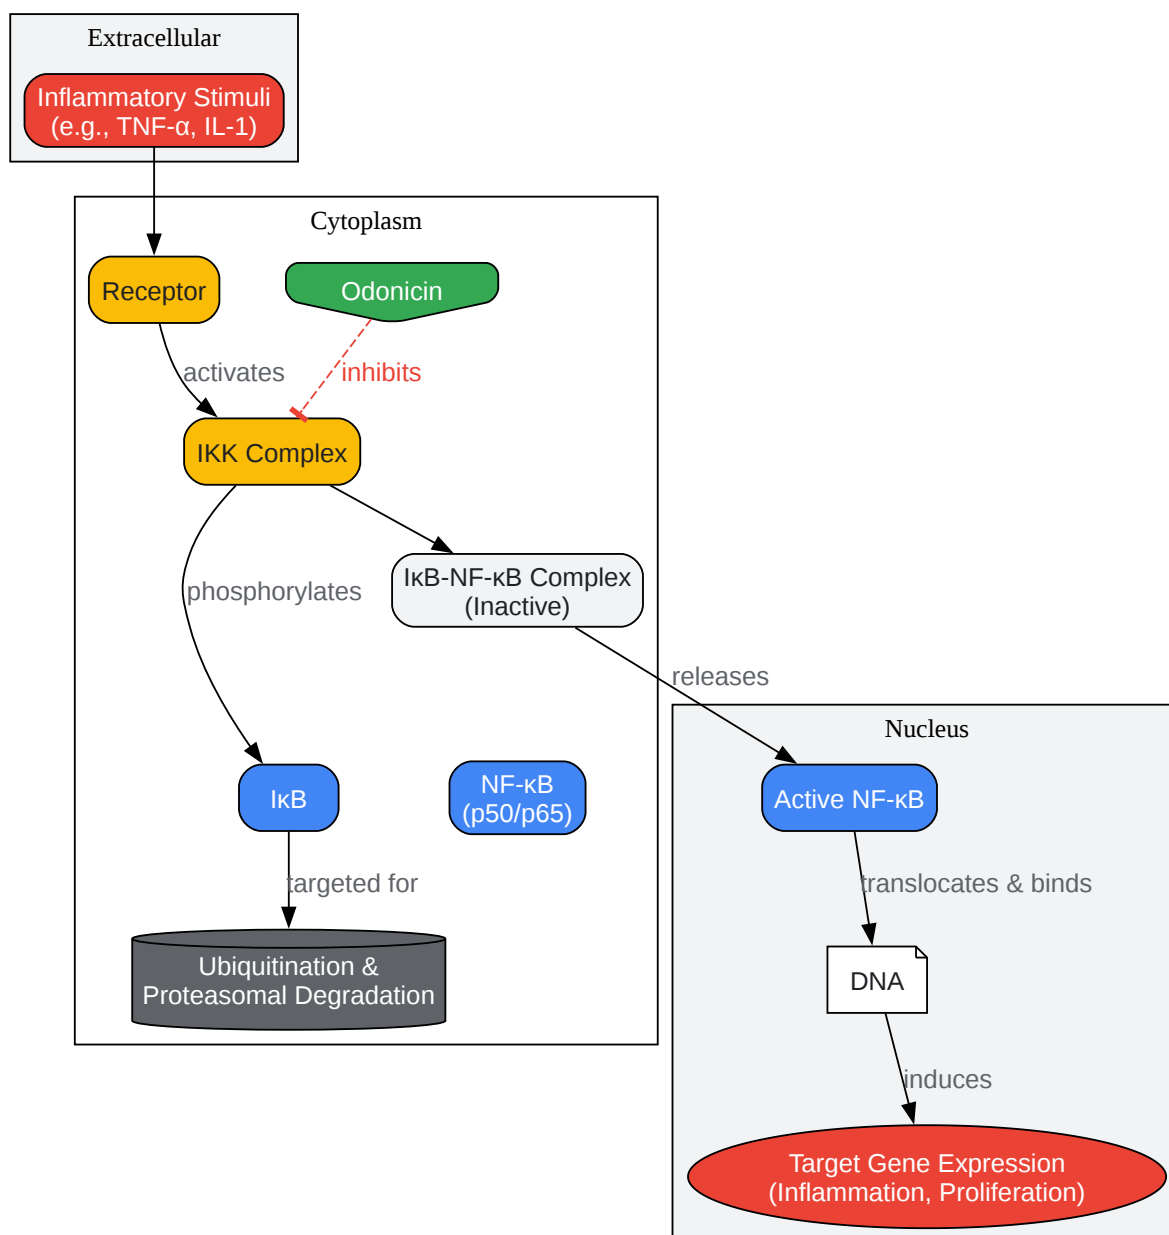 Extracellular
Inflammatory Stimuli
(e.g., TNF-α, IL-1)
Cytoplasm
Receptor
Odonicin
activates
inhibits
IKK Complex
IκB-NF-κB Complex
(Inactive)
phosphorylates
releases
Nucleus
IκB
NF-κB
(p50/p65)
Active NF-κB
targeted for
translocates & binds
Ubiquitination &
Proteasomal Degradation
DNA
induces
Target Gene Expression
(Inflammation, Proliferation)